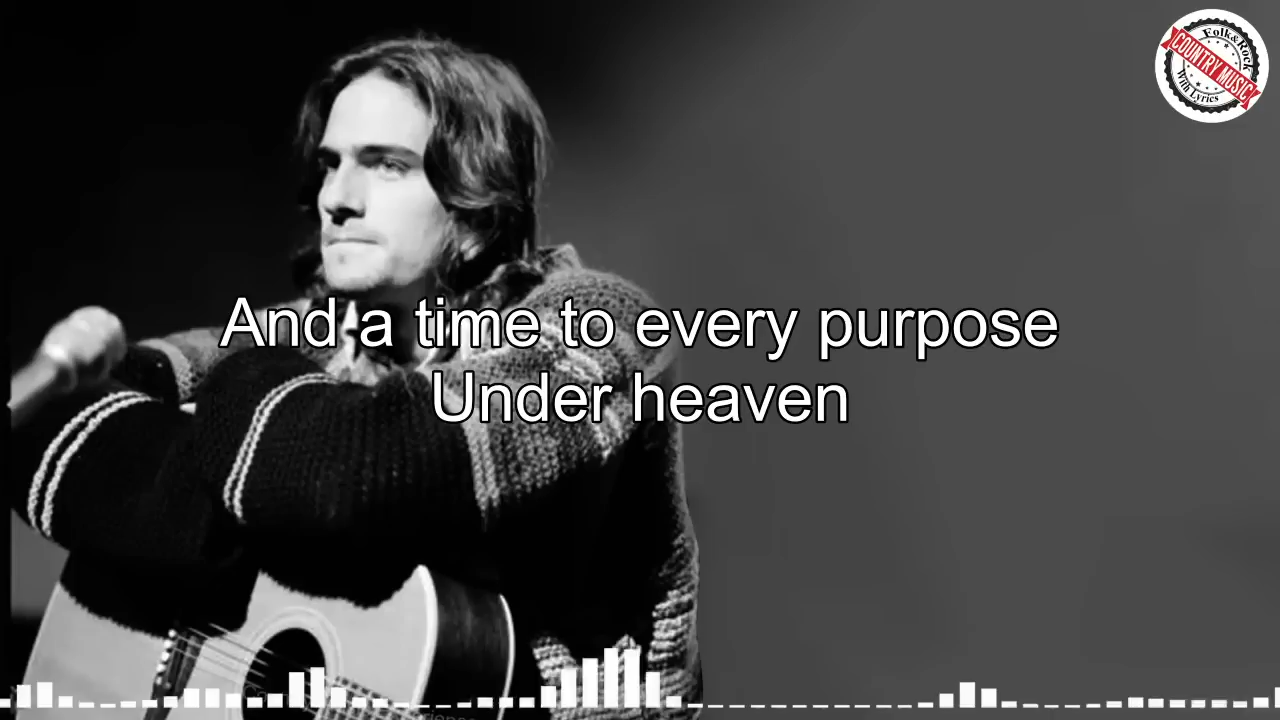 Folk&Rock
COUNTRY MUSIC
With Lyrics
And a time to every purpose
Under heaven